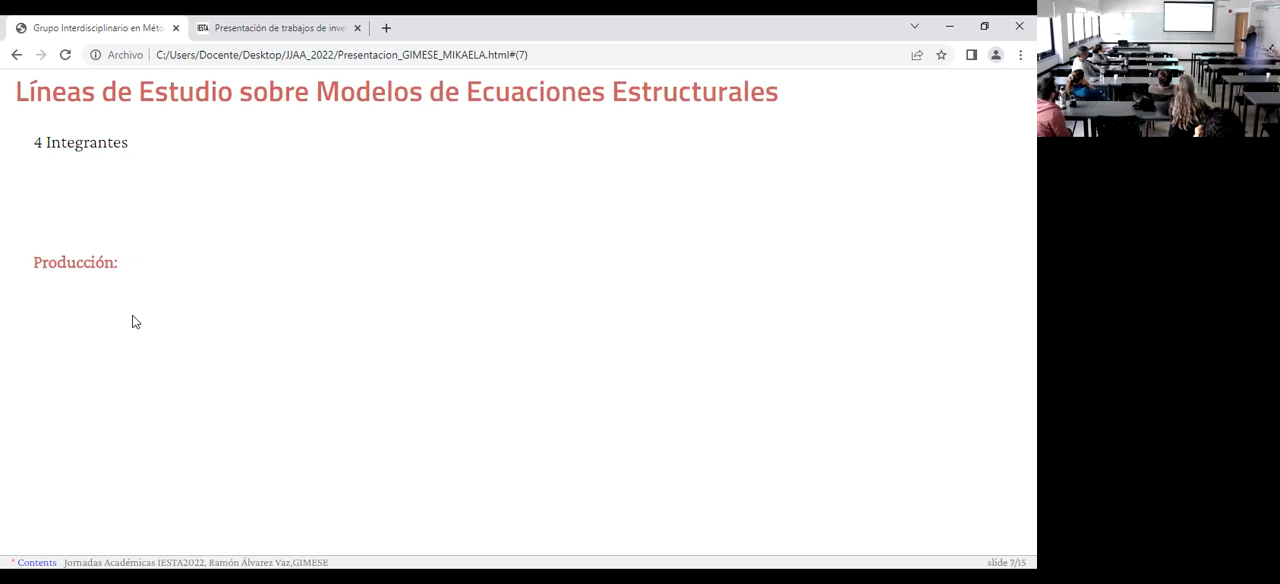 Grupo Interdisciplinario en Méto
Presentación de trabajos de inve
Archivo
C:/Users/Docente/Desktop/JJAA_2022/Presentacion_GIMESE_MIKAELA.html#(7)
Líneas de Estudio sobre Modelos de Ecuaciones Estructurales
4 Integrantes
Producción:
* Contents Jornadas Académicas IESTA2022, Ramón Álvarez Vaz,GIMESE
slide 7/15